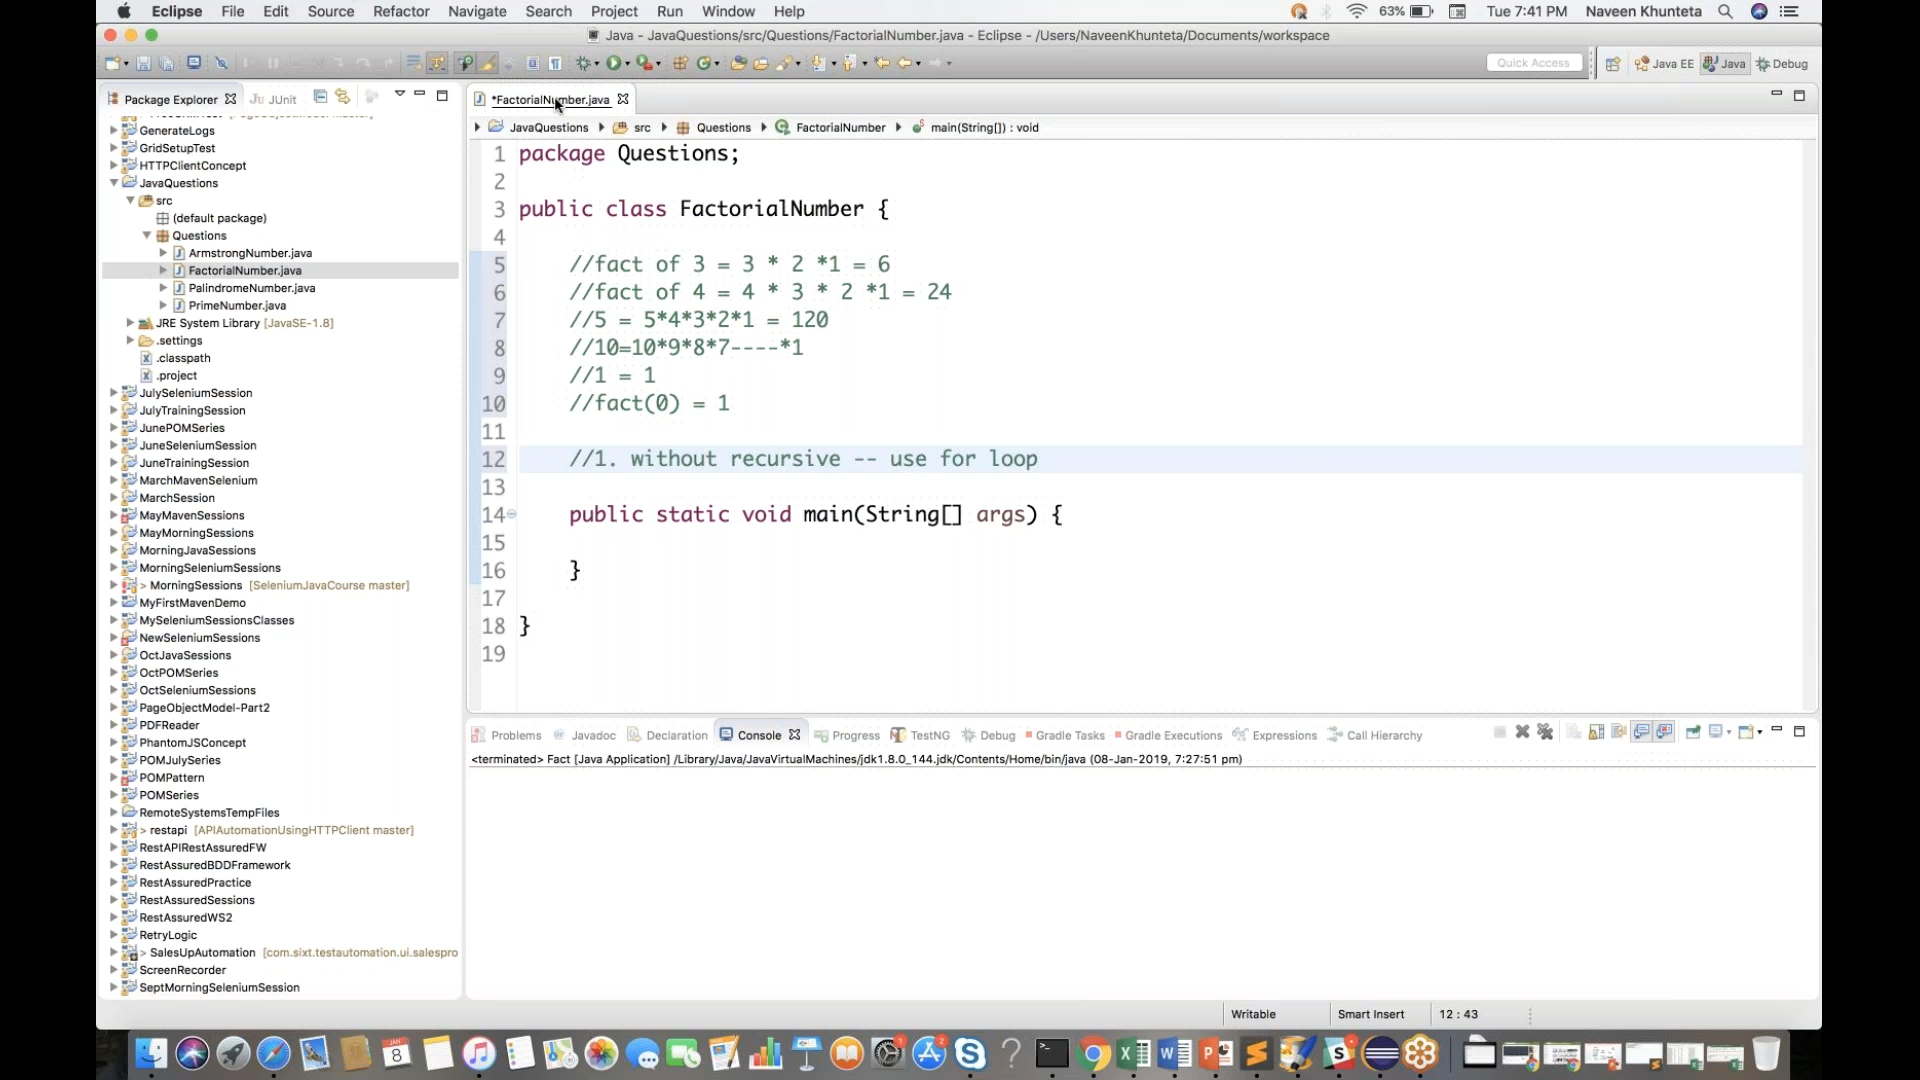 Eclipse File Edit Source Refactor Navigate Search Project Run Window Help 63% Tue 7:41 PM Naveen Khunteta
Java - JavaQuestions/src/Questions/FactorialNumber.java - Eclipse - /Users/NaveenKhunteta/Documents/workspace
Quick Access Java EE Java Debug
Package Explorer JUnit
GenerateLogs
GridSetupTest
HTTPClientConcept
JavaQuestions
src
(default package)
Questions
ArmstrongNumber.java
FactorialNumber.java
PalindromeNumber.java
PrimeNumber.java
JRE System Library [JavaSE-1.8]
.settings
.classpath
.project
JulySeleniumSession
JulyTrainingSession
JunePOMSeries
JuneSeleniumSession
JuneTrainingSession
MarchMavenSelenium
MarchSession
MayMavenSessions
MayMorningSessions
MorningJavaSessions
MorningSeleniumSessions
> MorningSessions [SeleniumJavaCourse master]
MyFirstMavenDemo
MySeleniumSessionsClasses
NewSeleniumSessions
OctJavaSessions
OctPOMSeries
OctSeleniumSessions
PageObjectModel-Part2
PDFReader
PhantomJSConcept
POMJulySeries
POMPattern
POMSeries
RemoteSystemsTempFiles
> restapi [APIAutomationUsingHTTPClient master]
RestAPIRestAssuredFW
RestAssuredBDDFramework
RestAssuredPractice
RestAssuredSessions
RestAssuredWS2
RetryLogic
> SalesUpAutomation [com.sixt.testautomation.ui.salespro
ScreenRecorder
SeptMorningSeleniumSession
*FactorialNumber.java
JavaQuestions src Questions FactorialNumber main(String[]) : void
1 package Questions;
2
3 public class FactorialNumber {
4
5 //fact of 3 = 3 * 2 *1 = 6
6 //fact of 4 = 4 * 3 * 2 *1 = 24
7 //5 = 5*4*3*2*1 = 120
8 //10=10*9*8*7----*1
9 //1 = 1
10 //fact(0) = 1
11
12 //1. without recursive -- use for loop
13
14 public static void main(String[] args) {
15
16 }
17
18 }
19
Problems Javadoc Declaration Console Progress TestNG Debug Gradle Tasks Gradle Executions Expressions Call Hierarchy
<terminated> Fact [Java Application] /Library/Java/JavaVirtualMachines/jdk1.8.0_144.jdk/Contents/Home/bin/java (08-Jan-2019, 7:27:51 pm)
Writable Smart Insert 12 : 43